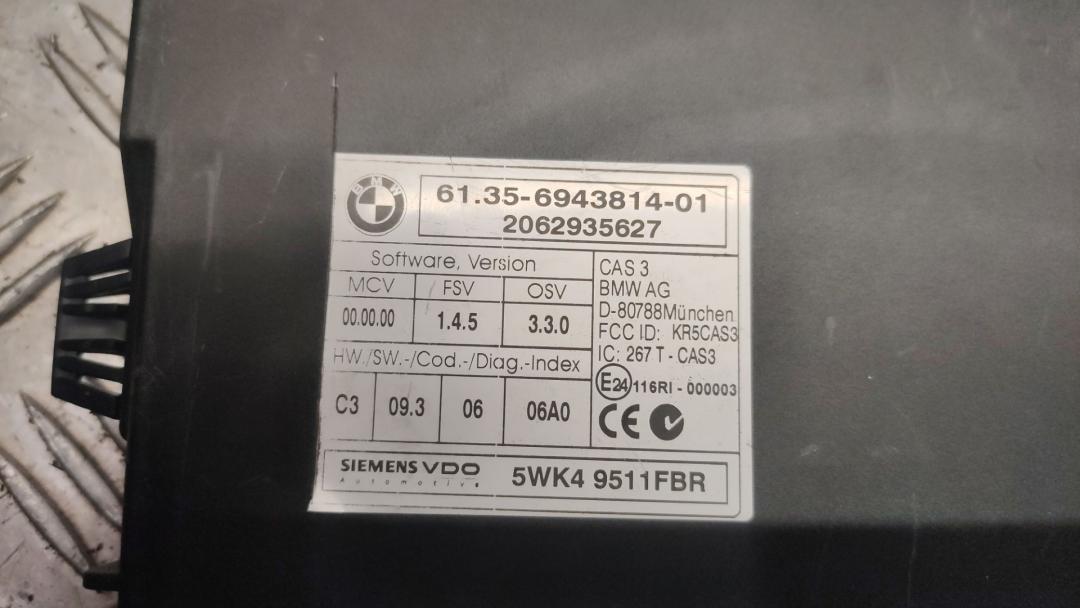 BMW
61.35-6943814-01
2062935627
Software, Version
MCV FSV OSV
00.00.00 1.4.5 3.3.0
HW./SW.-/Cod.-/Diag.-Index
C3 09.3 06 06A0
CAS 3
BMW AG
D-80788München
FCC ID: KR5CAS3
IC: 267 T - CAS3
E24 116RI - 000003
CE
SIEMENS VDO
Automotive
5WK4 9511FBR